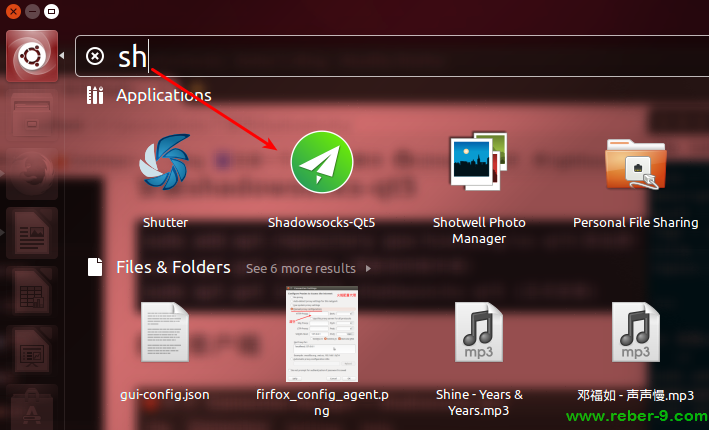 sh
Applications
Shutter
Shadowsocks-Qt5
Shotwell Photo
Manager
Personal File Sharing
Files & Folders
See 6 more results
gui-config.json
firfox_config_agent.p
ng
Shine - Years &
Years.mp3
邓福如 - 声声慢.mp3
mp3
mp3
www.reber-9.com